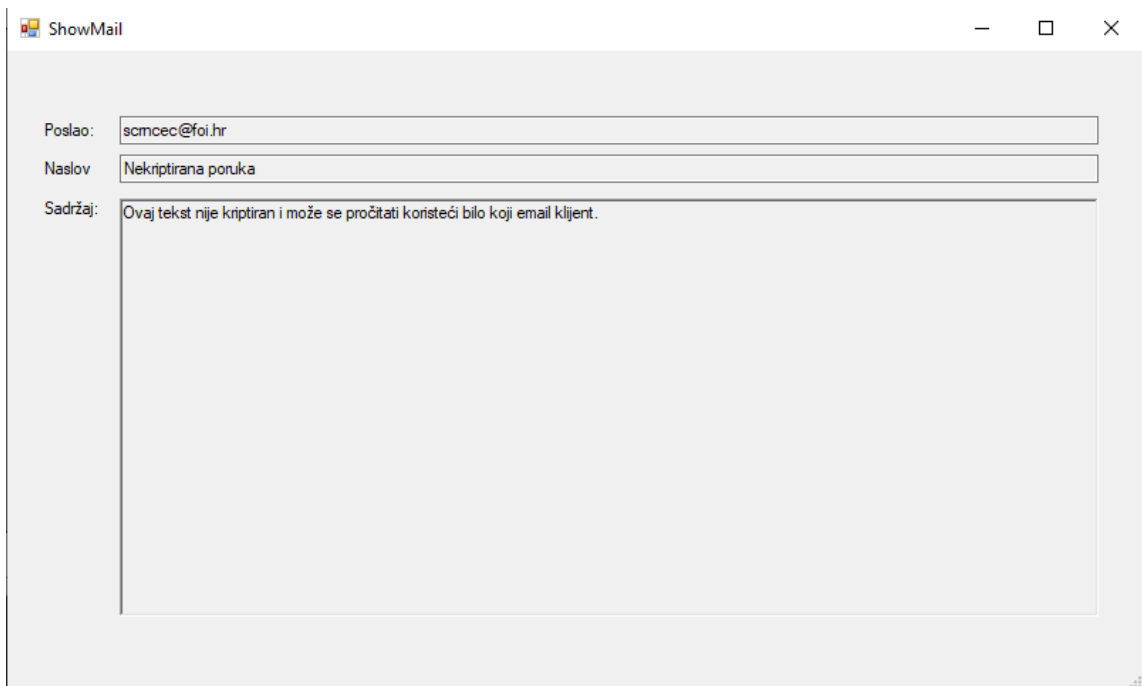 ShowMail
Poslao: scmcec@foi.hr
Naslov Nekriptirana poruka
Sadržaj: Ovaj tekst nije kriptiran i može se pročitati koristeći bilo koji email klijent.